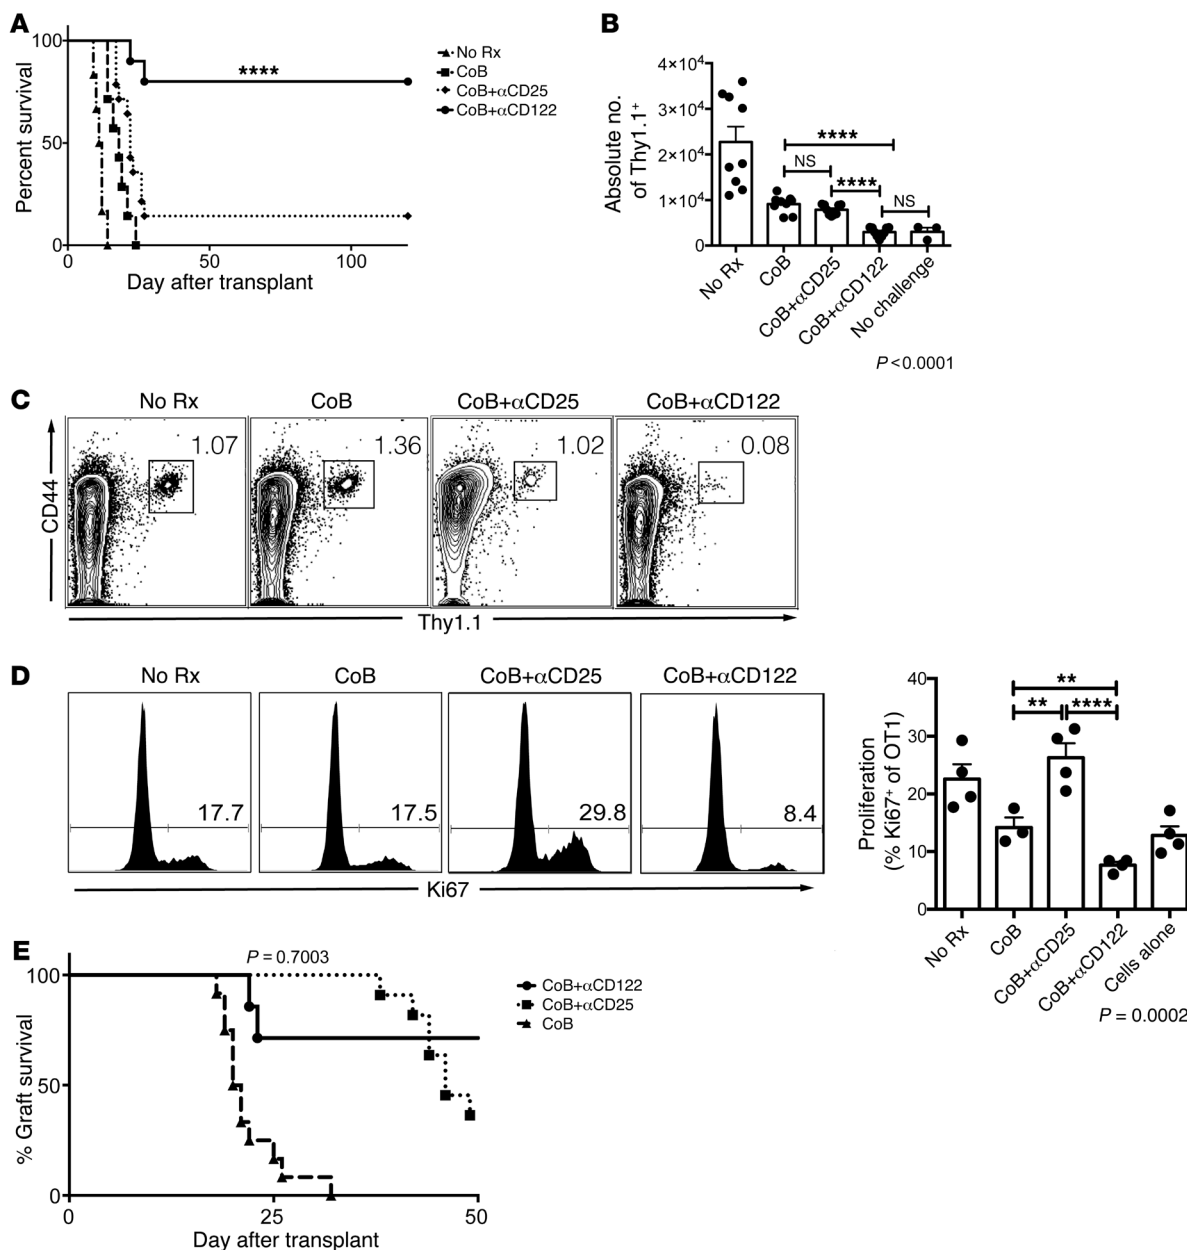 A
100
50
0
Percent survival
0
50
100
Day after transplant
****
No Rx
CoB
CoB+αCD25
CoB+αCD122
B
4×10⁴
3×10⁴
2×10⁴
1×10⁴
0
Absolute no.
of Thy1.1⁺
****
NS
****
NS
No Rx
CoB
CoB+αCD25
CoB+αCD122
No challenge
P<0.0001
C
No Rx
CoB
CoB+αCD25
CoB+αCD122
1.07
1.36
1.02
0.08
CD44
Thy1.1
D
No Rx
CoB
CoB+αCD25
CoB+αCD122
17.7
17.5
29.8
8.4
Ki67
40
30
20
10
0
Proliferation
(% Ki67⁺ of OT1)
**
**
****
No Rx
CoB
CoB+αCD25
CoB+αCD122
Cells alone
P = 0.0002
E
P = 0.7003
100
50
0
% Graft survival
0
25
50
Day after transplant
CoB+αCD122
CoB+αCD25
CoB